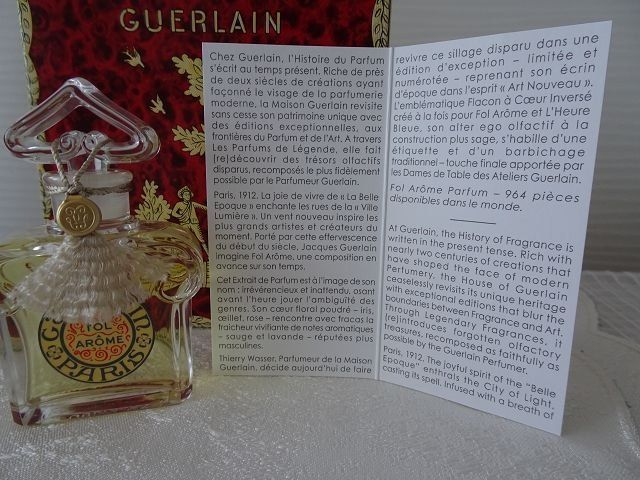 GUERLAIN
Chez Guerlain, l'Histoire du Parfum
s'écrit au temps présent. Riche de près
de deux siècles de créations ayant
façonné le visage de la parfumerie
moderne, la Maison Guerlain revisite
sans cesse son patrimoine unique avec
des éditions exceptionnelles, aux
frontières du Parfum et de l'Art. A travers
Les Parfums de Légende, elle fait
[re]découvrir des trésors olfactifs
disparus, recomposés le plus fidèlement
possible par le Parfumeur Guerlain.
Paris, 1912. La joie de vivre de « La Belle
Epoque » enchante les rues de la « Ville
Lumière ». Un vent nouveau inspire les
plus grands artistes et créateurs du
moment. Porté par cette effervescence
du début du siècle, Jacques Guerlain
imagine Fol Arôme, une composition en
avance sur son temps.
Cet Extrait de Parfum est à l'image de son
nom : irrévérencieux et inattendu, osant
avant l'heure jouer l'ambiguïté des
genres. Son cœur floral poudré – iris,
œillet, rose – rencontre avec fracas la
fraicheur vivifiante de notes aromatiques
– sauge et lavande – réputées plus
masculines.
Thierry Wasser, Parfumeur de la Maison
Guerlain, décide aujourd'hui de faire
revivre ce sillage disparu dans une
édition d'exception – limitée et
numérotée – reprenant son écrin
d'époque dans l'esprit « Art Nouveau ».
L'emblématique Flacon à Cœur Inversé
créé à la fois pour Fol Arôme et L'Heure
Bleue, son alter ego olfactif à la
construction plus sage, s'habille d'une
étiquette et d'un barbichage
traditionnel – touche finale apportée par
les Dames de Table des Ateliers Guerlain.
Fol Arôme Parfum – 964 pièces
disponibles dans le monde.
At Guerlain, the History of Fragrance is
written in the present tense. Rich with
nearly two centuries of creations that
have shaped the face of modern
Perfumery, the House of Guerlain
ceaselessly revisits its unique heritage
with exceptional editions that blur the
boundaries between Fragrance and Art.
Through Legendary Fragrances, it
(re)introduces forgotten olfactory
treasures, recomposed as faithfully as
possible by the Guerlain Perfumer.
Paris, 1912. The joyful spirit of the "Belle
Epoque" enthrals the City of Light,
casting its spell. Infused with a breath of
FOL
ARÔME
PARIS